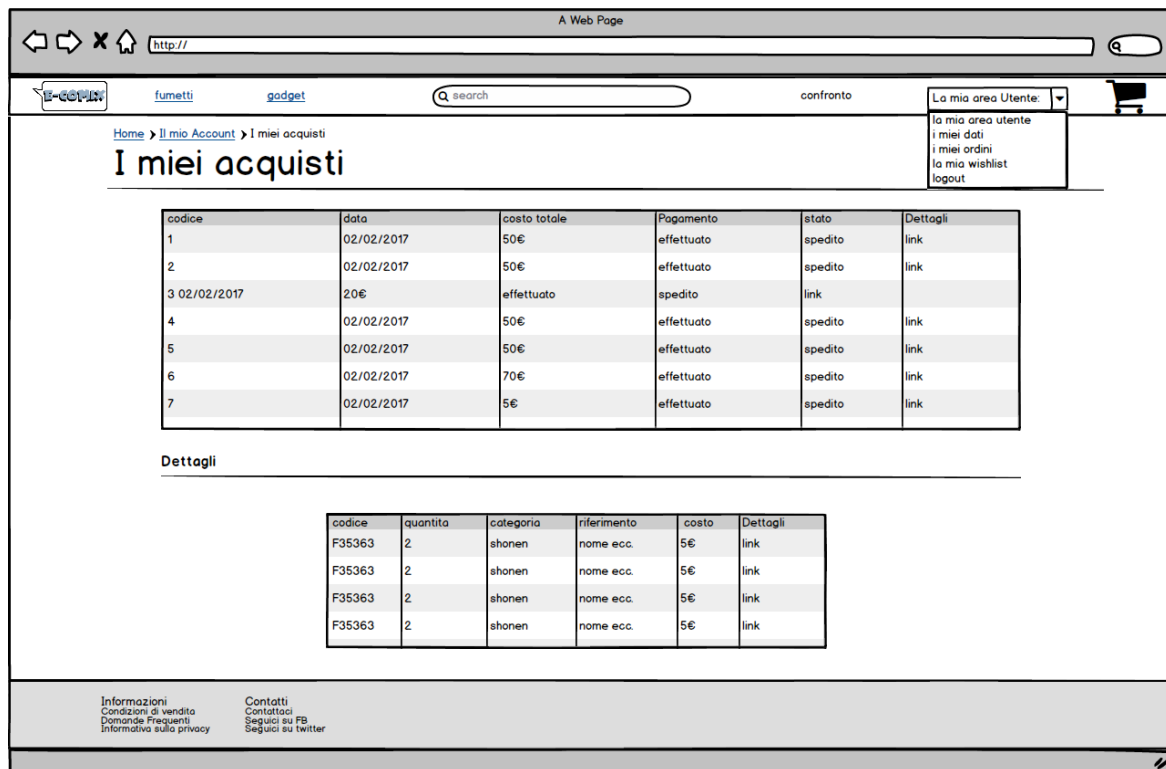 A Web Page
http://
E-COMIX fumetti gadget search confronto La mia area Utente:
la mia area utente
i miei dati
i miei ordini
la mia wishlist
logout
Home > Il mio Account > I miei acquisti
I miei acquisti
codice data costo totale Pagamento stato Dettagli
1 02/02/2017 50€ effettuato spedito link
2 02/02/2017 50€ effettuato spedito link
3 02/02/2017 20€ effettuato spedito link
4 02/02/2017 50€ effettuato spedito link
5 02/02/2017 50€ effettuato spedito link
6 02/02/2017 70€ effettuato spedito link
7 02/02/2017 5€ effettuato spedito link
Dettagli
codice quantita categoria riferimento costo Dettagli
F35363 2 shonen nome ecc. 5€ link
F35363 2 shonen nome ecc. 5€ link
F35363 2 shonen nome ecc. 5€ link
F35363 2 shonen nome ecc. 5€ link
Informazioni
Condizioni di vendita
Domande Frequenti
Informativa sulla privacy
Contatti
Contattaci
Seguici su FB
Seguici su twitter